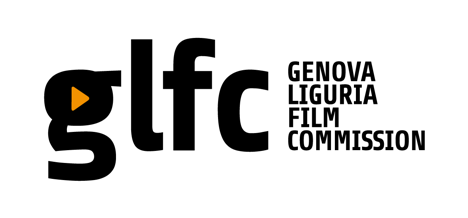 glfc
GENOVA
LIGURIA
FILM
COMMISSION